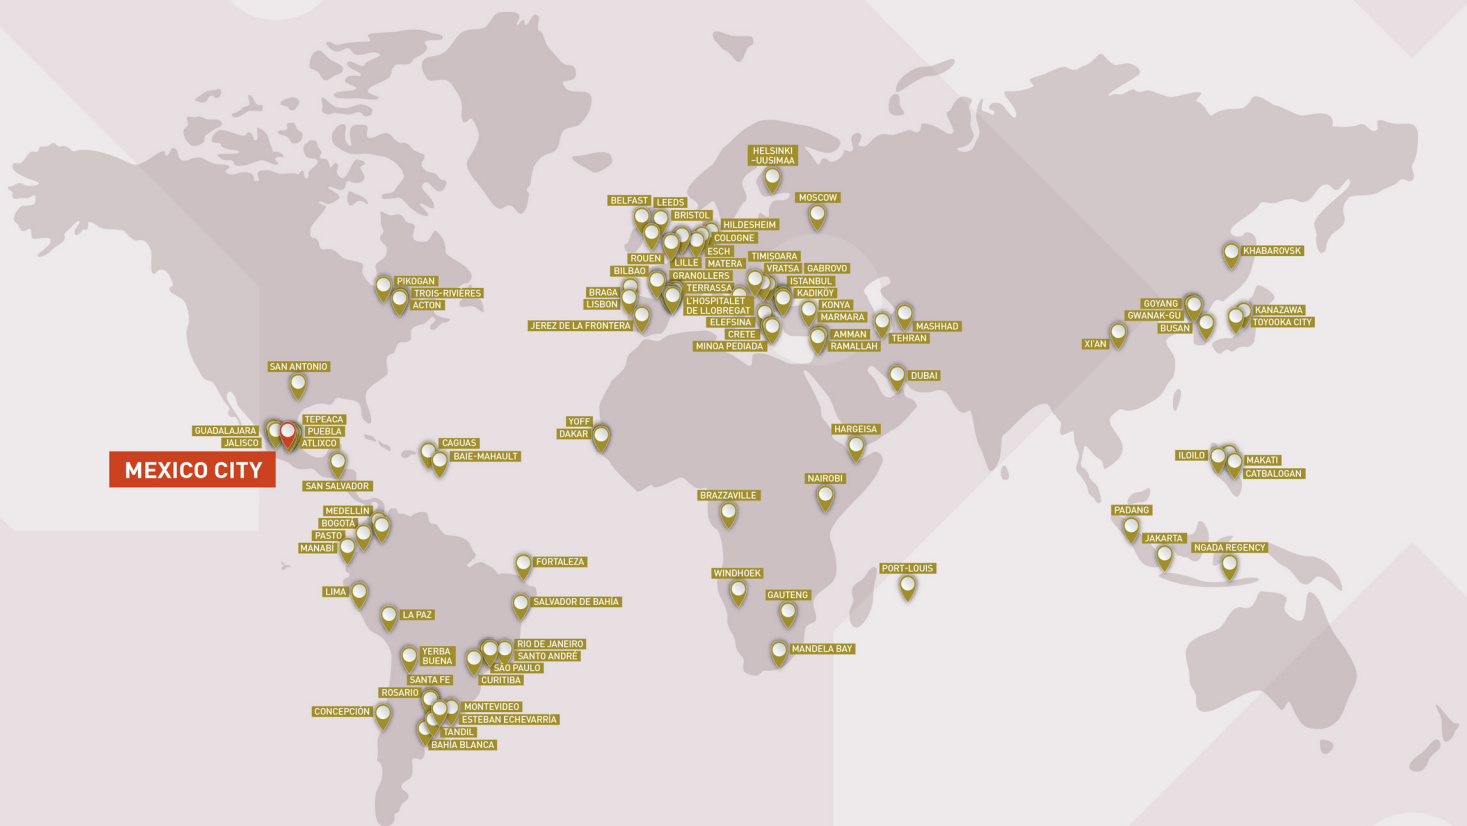 HELSINKI
-UUSIMAA
MOSCOW
BELFAST
LEEDS
BRISTOL
HILDESHEIM
COLOGNE
ESCH
ROUEN
LILLE
MATERA
TIMIȘOARA
BILBAO
GRANOLLERS
VRATSA
GABROVO
TERRASSA
ISTANBUL
BRAGA
KADIKÖY
LISBON
L'HOSPITALET
DE LLOBREGAT
KONYA
MARMARA
JEREZ DE LA FRONTERA
ELEFSINA
CRETE
MINOA PEDIADA
AMMAN
RAMALLAH
MASHHAD
TEHRAN
DUBAI
KHABAROVSK
GOYANG
GWANAK-GU
BUSAN
KANAZAWA
TOYOOKA CITY
XI'AN
PIKOGAN
TROIS-RIVIÈRES
ACTON
SAN ANTONIO
GUADALAJARA
JALISCO
TEPEACA
PUEBLA
ATLIXCO
MEXICO CITY
SAN SALVADOR
CAGUAS
BAIE-MAHAULT
YOFF
DAKAR
HARGEISA
NAIROBI
BRAZZAVILLE
ILOILO
MAKATI
CATBALOGAN
PADANG
JAKARTA
NGADA REGENCY
MEDELLIN
BOGOTÁ
PASTO
MANABÍ
FORTALEZA
LIMA
SALVADOR DE BAHÍA
LA PAZ
WINDHOEK
GAUTENG
PORT-LOUIS
MANDELA BAY
YERBA
BUENA
RIO DE JANEIRO
SANTO ANDRÉ
SÃO PAULO
CURITIBA
SANTA FE
ROSARIO
CONCEPCIÓN
MONTEVIDEO
ESTEBAN ECHEVARRÍA
TANDIL
BAHÍA BLANCA